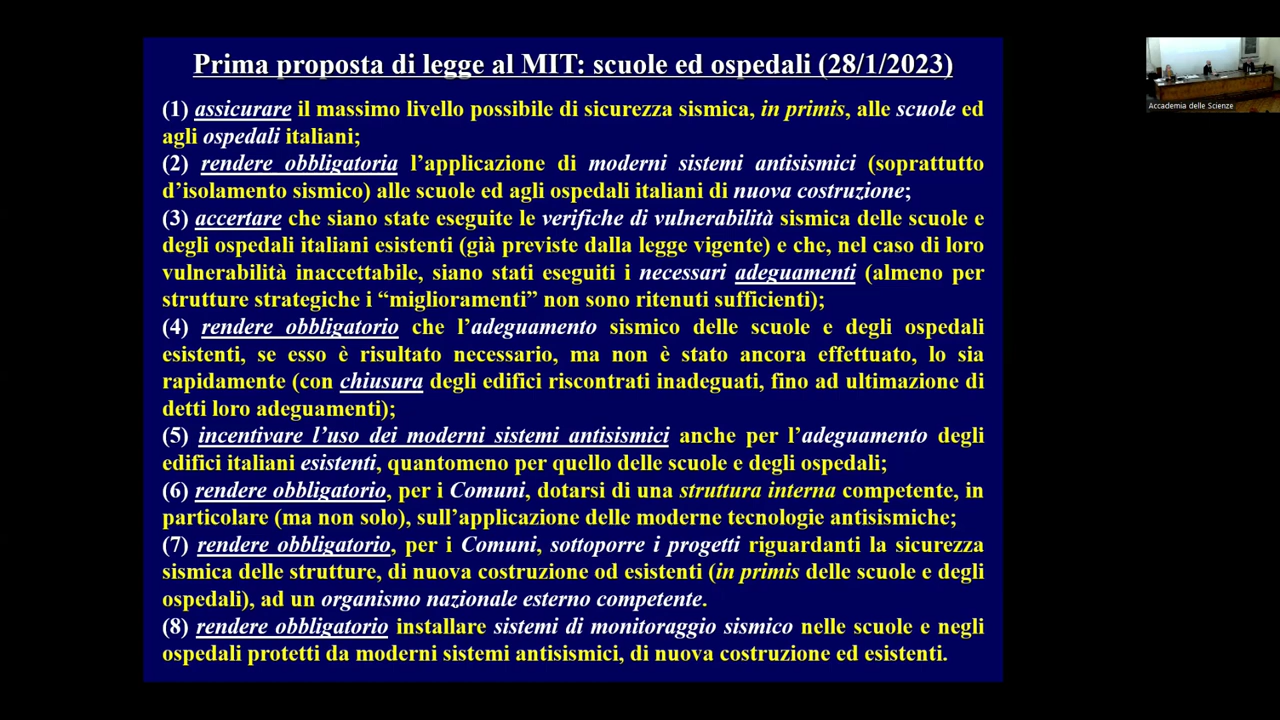 Prima proposta di legge al MIT: scuole ed ospedali (28/1/2023)
(1) assicurare il massimo livello possibile di sicurezza sismica, in primis, alle scuole ed
agli ospedali italiani;
(2) rendere obbligatoria l’applicazione di moderni sistemi antisismici (soprattutto
d’isolamento sismico) alle scuole ed agli ospedali italiani di nuova costruzione;
(3) accertare che siano state eseguite le verifiche di vulnerabilità sismica delle scuole e
degli ospedali italiani esistenti (già previste dalla legge vigente) e che, nel caso di loro
vulnerabilità inaccettabile, siano stati eseguiti i necessari adeguamenti (almeno per
strutture strategiche i “miglioramenti” non sono ritenuti sufficienti);
(4) rendere obbligatorio che l’adeguamento sismico delle scuole e degli ospedali
esistenti, se esso è risultato necessario, ma non è stato ancora effettuato, lo sia
rapidamente (con chiusura degli edifici riscontrati inadeguati, fino ad ultimazione di
detti loro adeguamenti);
(5) incentivare l’uso dei moderni sistemi antisismici anche per l’adeguamento degli
edifici italiani esistenti, quantomeno per quello delle scuole e degli ospedali;
(6) rendere obbligatorio, per i Comuni, dotarsi di una struttura interna competente, in
particolare (ma non solo), sull’applicazione delle moderne tecnologie antisismiche;
(7) rendere obbligatorio, per i Comuni, sottoporre i progetti riguardanti la sicurezza
sismica delle strutture, di nuova costruzione od esistenti (in primis delle scuole e degli
ospedali), ad un organismo nazionale esterno competente.
(8) rendere obbligatorio installare sistemi di monitoraggio sismico nelle scuole e negli
ospedali protetti da moderni sistemi antisismici, di nuova costruzione ed esistenti.
Accademia delle Scienze